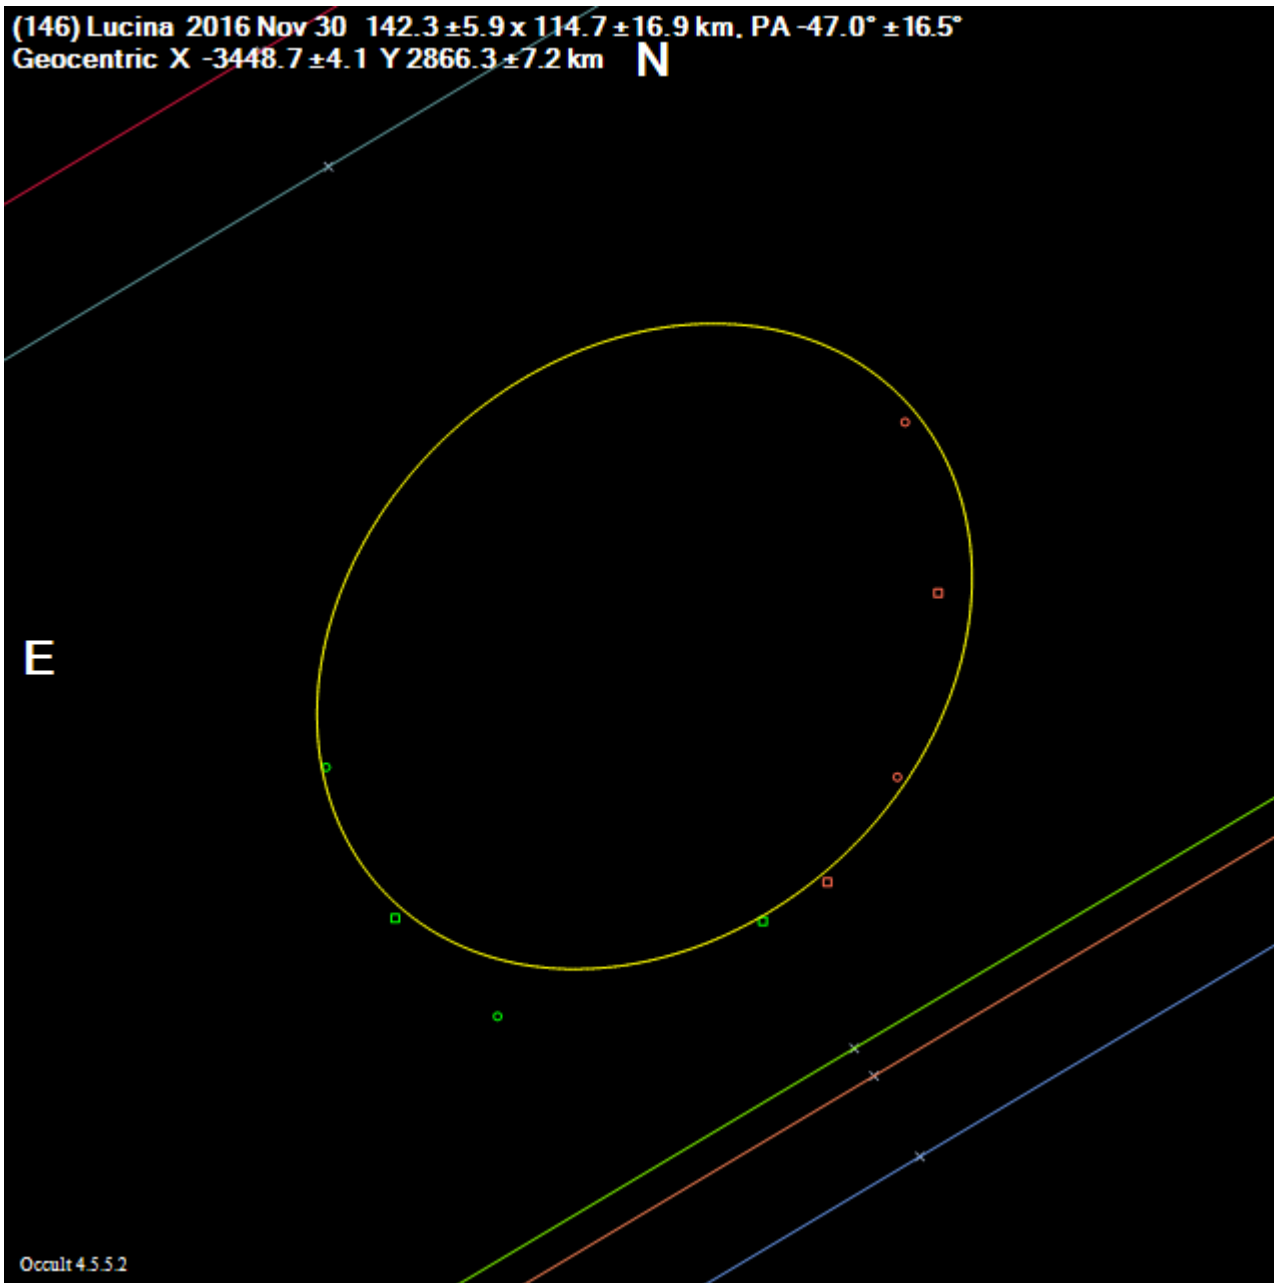 (146) Lucina 2016 Nov 30 142.3 ±5.9 x 114.7 ±16.9 km, PA -47.0° ±16.5°
Geocentric X -3448.7 ±4.1 Y 2866.3 ±7.2 km
N
E
Occult 4.5.5.2